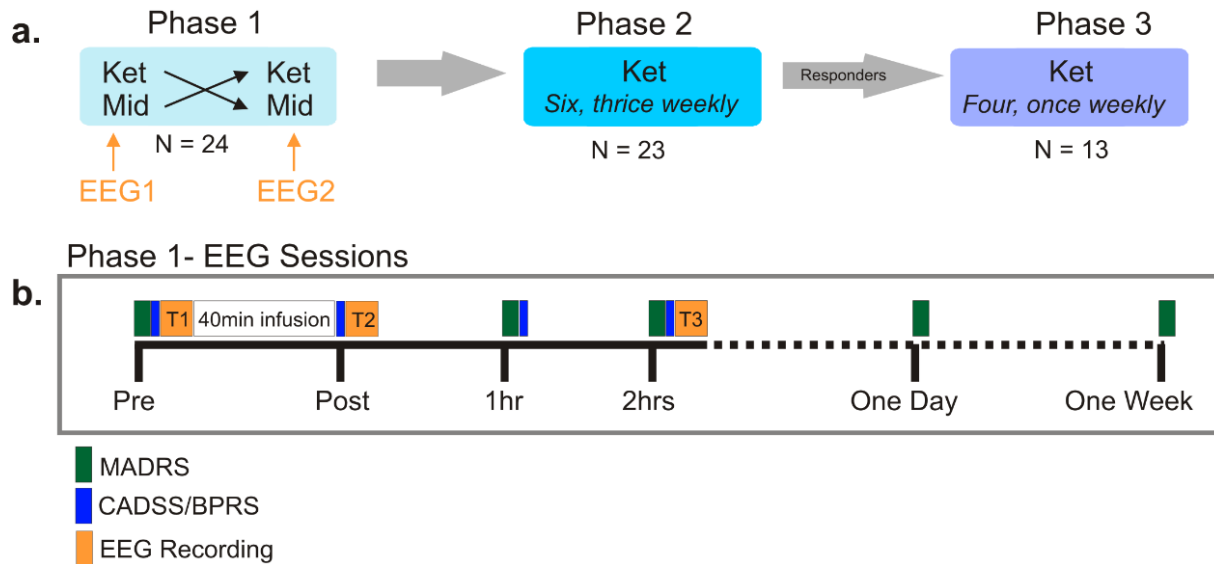 a.
Phase 1
Phase 2
Phase 3
Ket Ket
Mid Mid
N = 24
EEG1 EEG2
Ket
Six, thrice weekly
N = 23
Responders
Ket
Four, once weekly
N = 13
Phase 1- EEG Sessions
b.
T1 40min infusion T2 T3
Pre Post 1hr 2hrs One Day One Week
MADRS
CADSS/BPRS
EEG Recording